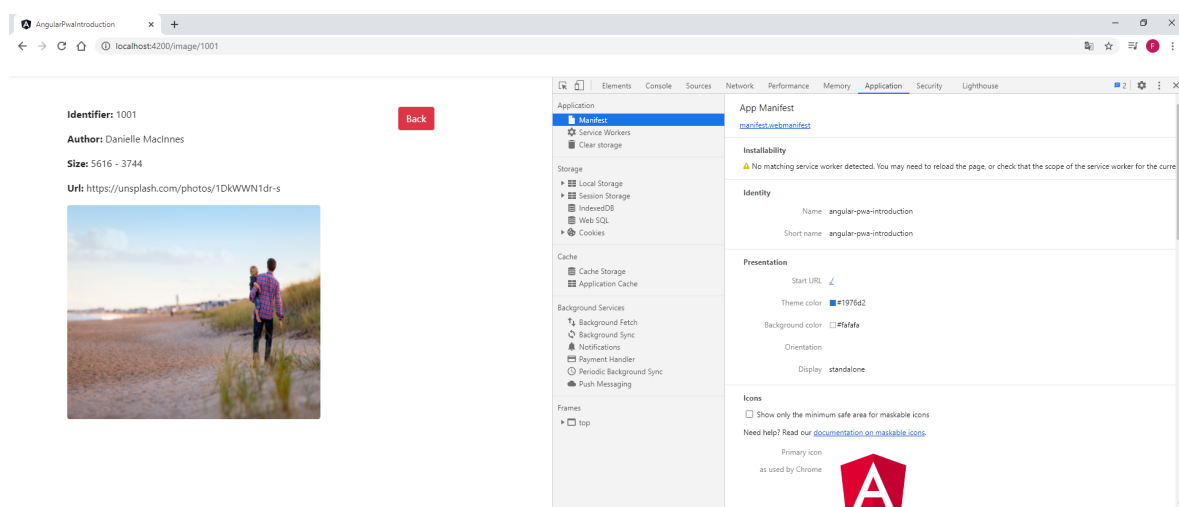 AngularPwaIntroduction
localhost:4200/image/1001
F
Identifier: 1001
Back
Author: Danielle MacInnes
Size: 5616 - 3744
Url: https://unsplash.com/photos/1DkWWN1dr-s
Elements Console Sources Network Performance Memory Application Security Lighthouse 2
Application
Manifest
Service Workers
Clear storage
Storage
Local Storage
Session Storage
IndexedDB
Web SQL
Cookies
Cache
Cache Storage
Application Cache
Background Services
Background Fetch
Background Sync
Notifications
Payment Handler
Periodic Background Sync
Push Messaging
Frames
top
App Manifest
manifest.webmanifest
Installability
No matching service worker detected. You may need to reload the page, or check that the scope of the service worker for the curre
Identity
Name angular-pwa-introduction
Short name angular-pwa-introduction
Presentation
Start URL ./
Theme color #1976d2
Background color #fafafa
Orientation
Display standalone
Icons
Show only the minimum safe area for maskable icons
Need help? Read our documentation on maskable icons.
Primary icon
as used by Chrome
A